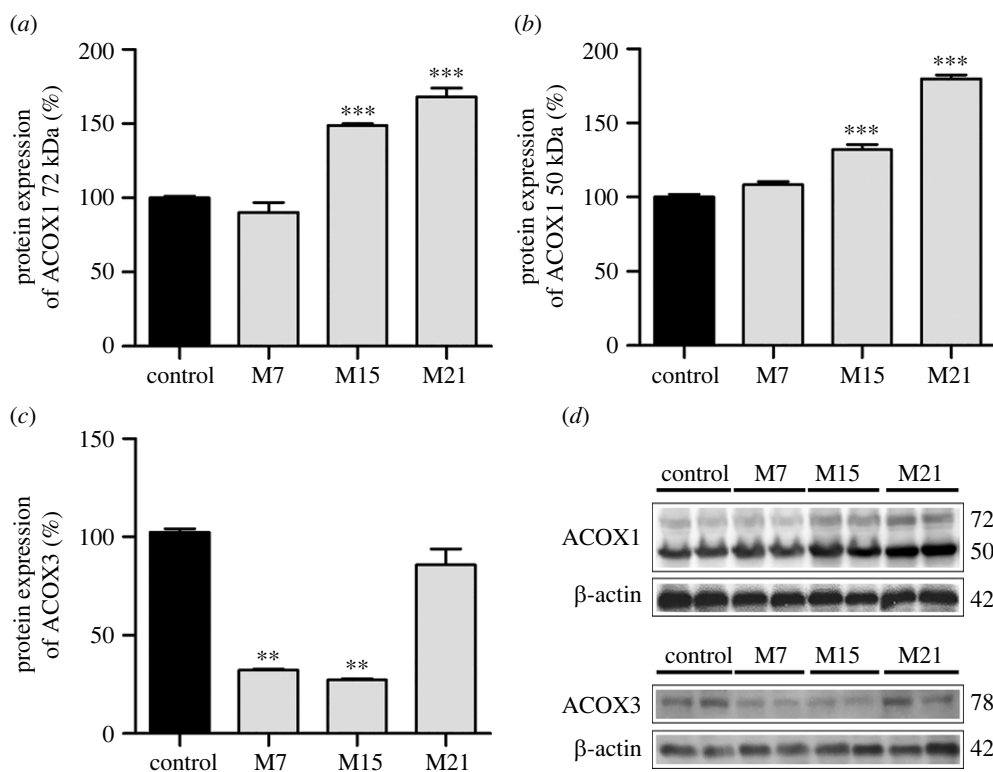 (a)
protein expression
of ACOX1 72 kDa (%)
200
150
100
50
0
***
***
control M7 M15 M21
(b)
protein expression
of ACOX1 50 kDa (%)
200
150
100
50
0
***
***
control M7 M15 M21
(c)
protein expression
of ACOX3 (%)
150
100
50
0
**
**
control M7 M15 M21
(d)
control M7 M15 M21
ACOX1
72
50
β-actin 42
control M7 M15 M21
ACOX3 78
β-actin 42